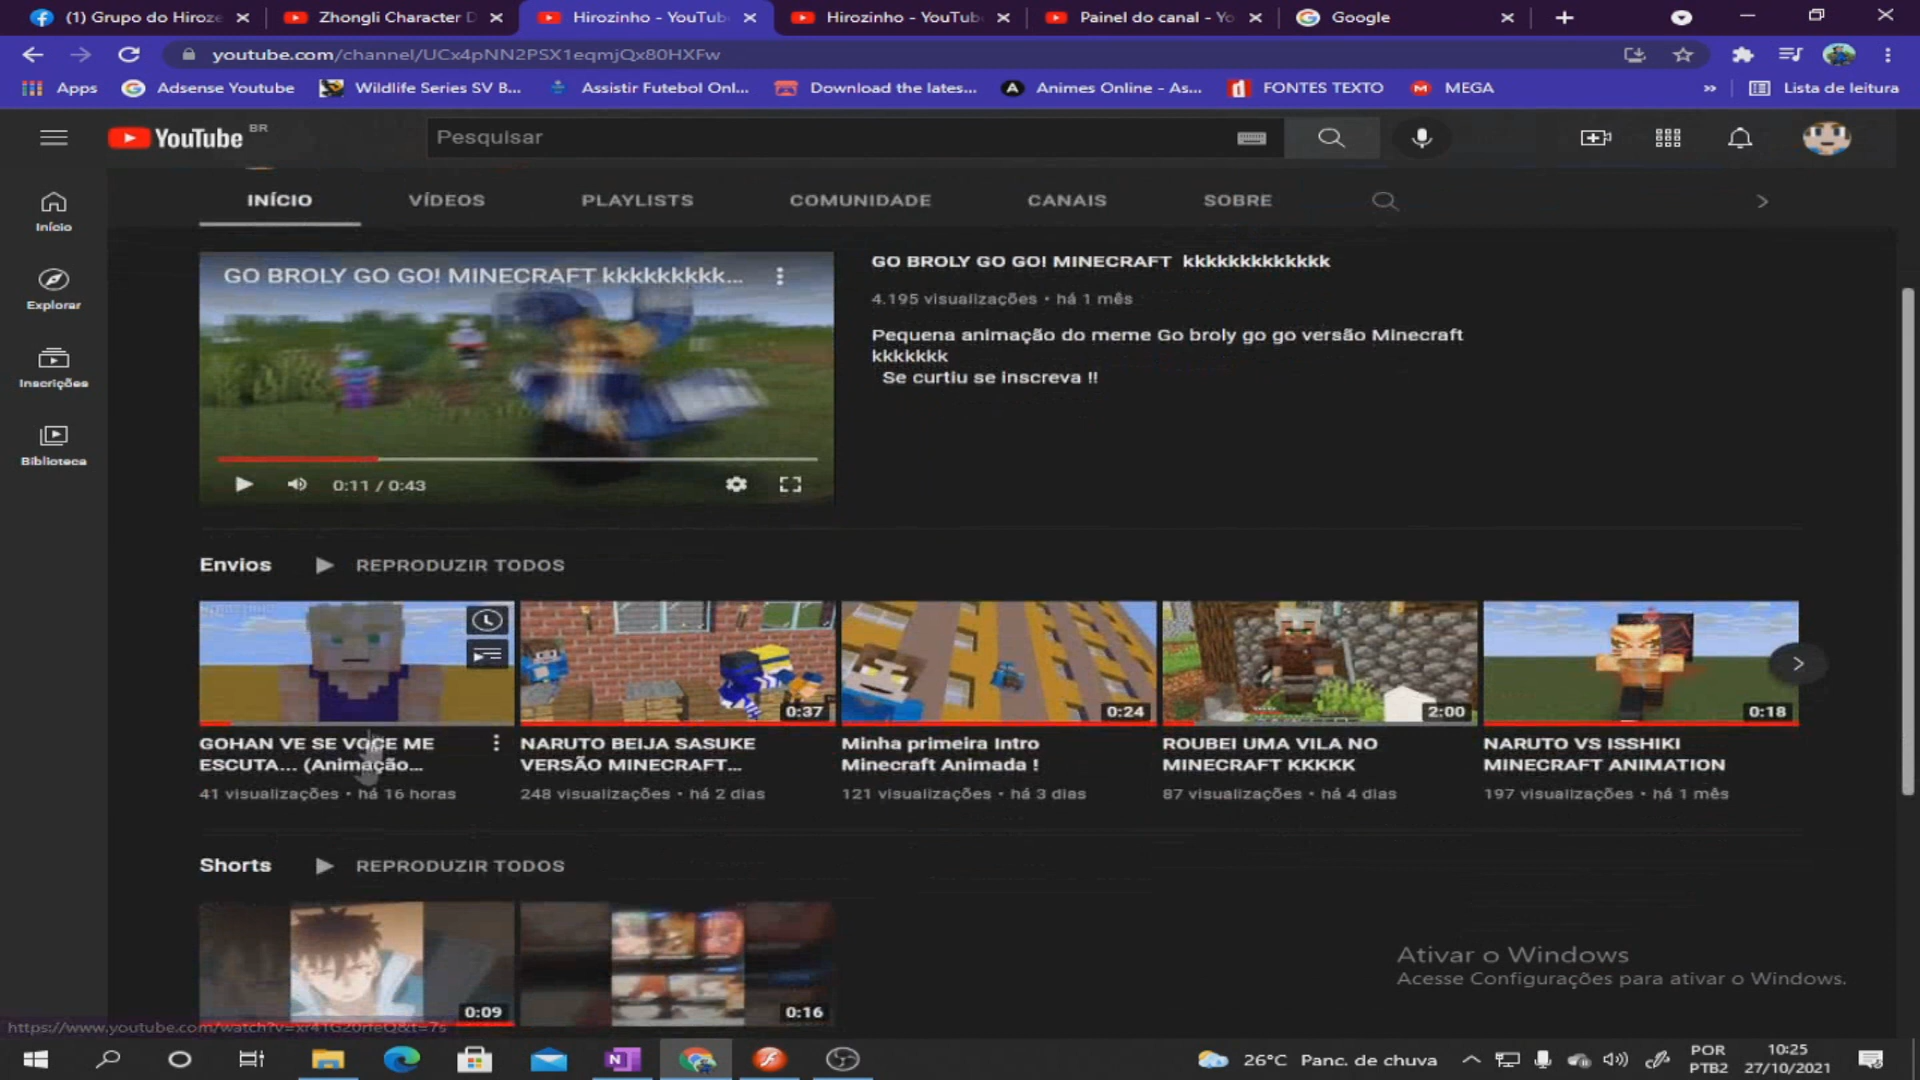 (1) Grupo do Hiroze
Zhongli Character D
Hirozinho - YouTub
Hirozinho - YouTub
Painel do canal - Yo
Google
youtube.com/channel/UCx4pNN2PSX1eqmjQx80HXFw
Apps
Adsense Youtube
Wildlife Series SV B...
Assistir Futebol Onl...
Download the lates...
Animes Online - As...
FONTES TEXTO
MEGA
»
Lista de leitura
YouTube BR
Pesquisar
INÍCIO
VÍDEOS
PLAYLISTS
COMUNIDADE
CANAIS
SOBRE
Início
Explorar
Inscrições
Biblioteca
GO BROLY GO GO! MINECRAFT kkkkkkkkk...
0:11 / 0:43
GO BROLY GO GO! MINECRAFT kkkkkkkkkkkkk
4.195 visualizações • há 1 mês
Pequena animação do meme Go broly go go versão Minecraft
kkkkkkk
Se curtiu se inscreva !!
Envios
REPRODUZIR TODOS
0:37
0:24
2:00
0:18
GOHAN VE SE VOCE ME
ESCUTA... (Animação...
41 visualizações • há 16 horas
NARUTO BEIJA SASUKE
VERSÃO MINECRAFT...
248 visualizações • há 2 dias
Minha primeira Intro
Minecraft Animada !
121 visualizações • há 3 dias
ROUBEI UMA VILA NO
MINECRAFT KKKKK
87 visualizações • há 4 dias
NARUTO VS ISSHIKI
MINECRAFT ANIMATION
197 visualizações • há 1 mês
Shorts
REPRODUZIR TODOS
0:09
0:16
Ativar o Windows
Acesse Configurações para ativar o Windows.
26°C Panc. de chuva
POR
PTB2
10:25
27/10/2021